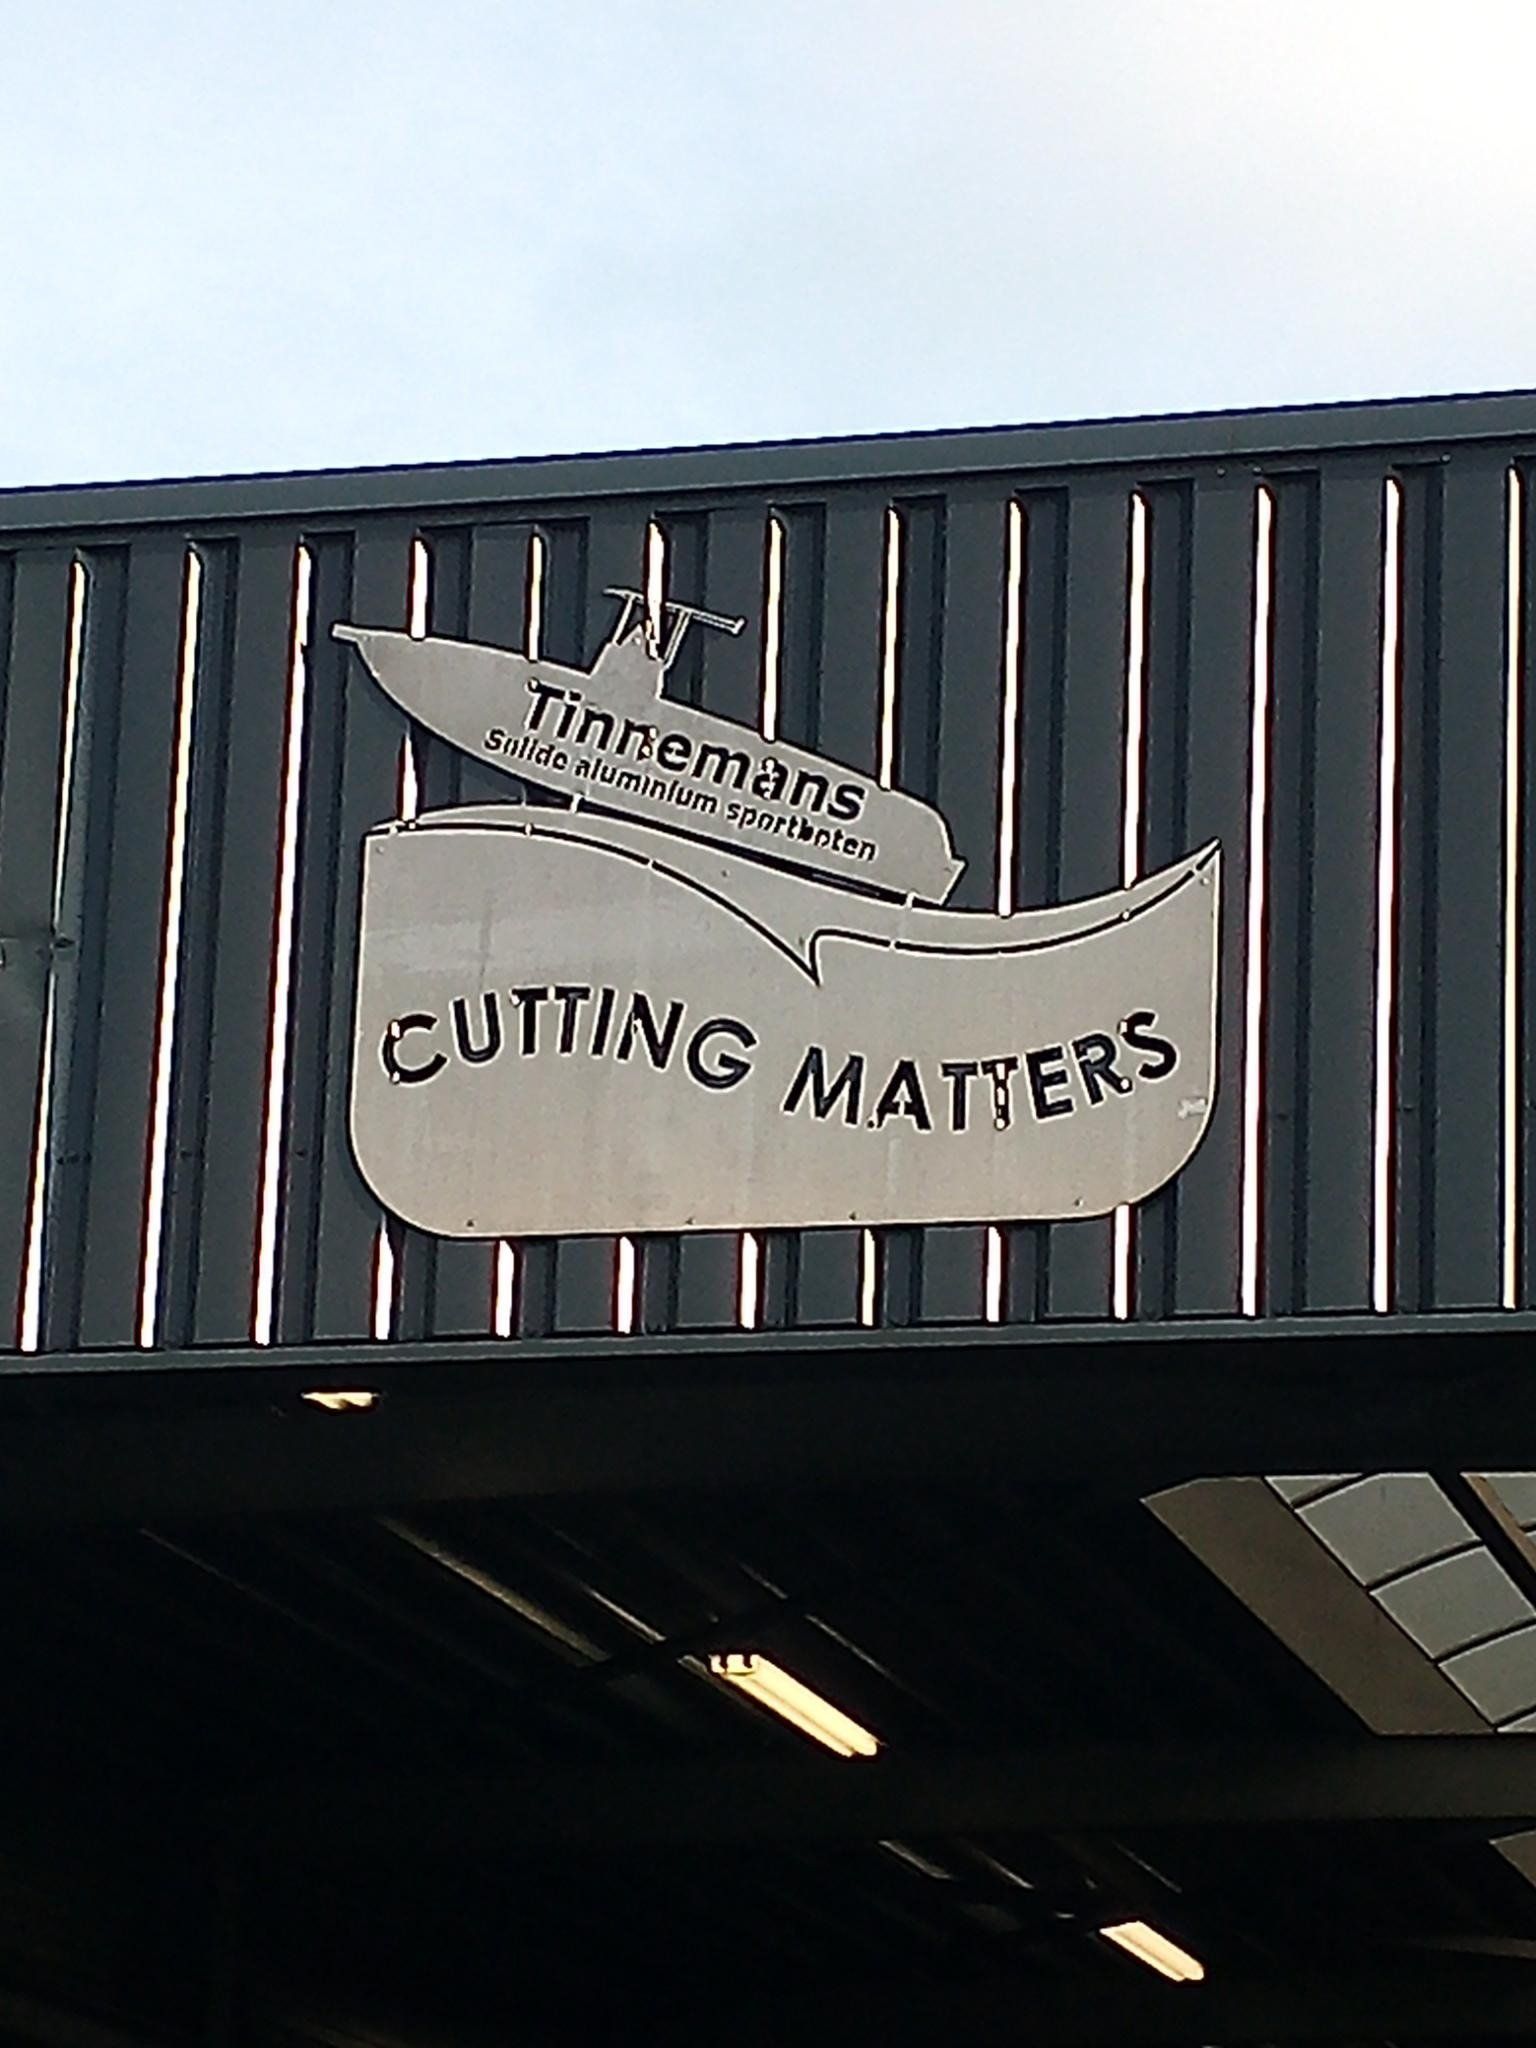 Tinnemans
Solide aluminium sportboten
CUTTING MATTERS